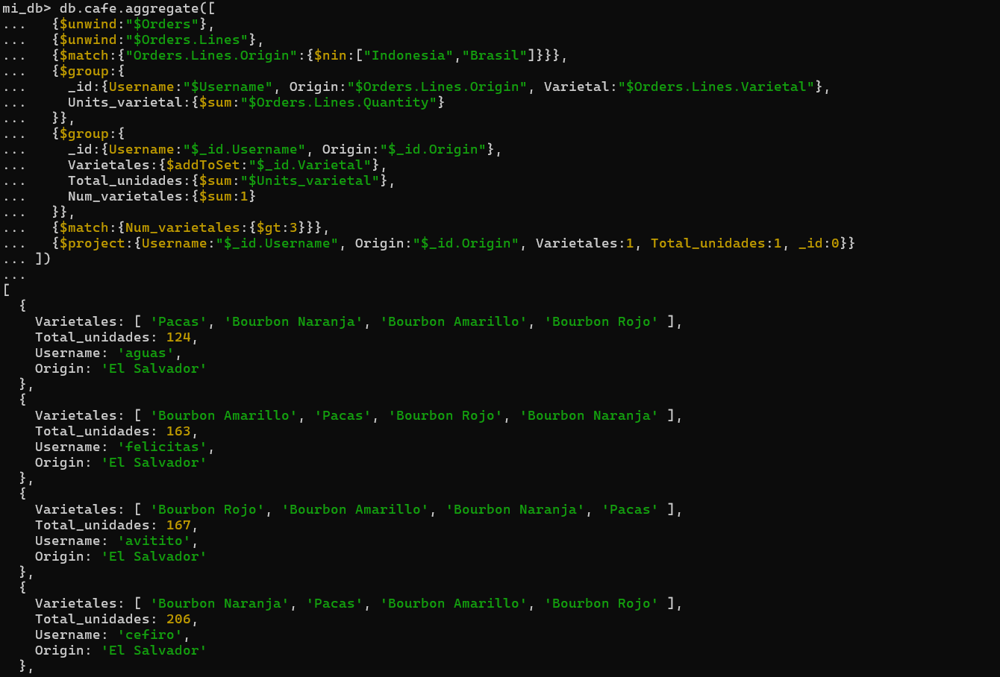 mi_db> db.cafe.aggregate([
...   {$unwind:"$Orders"},
...   {$unwind:"$Orders.Lines"},
...   {$match:{"Orders.Lines.Origin":{$nin:["Indonesia","Brasil"]}}},
...   {$group:{
...     _id:{Username:"$Username", Origin:"$Orders.Lines.Origin", Varietal:"$Orders.Lines.Varietal"},
...     Units_varietal:{$sum:"$Orders.Lines.Quantity"}
...   }},
...   {$group:{
...     _id:{Username:"$_id.Username", Origin:"$_id.Origin"},
...     Varietales:{$addToSet:"$_id.Varietal"},
...     Total_unidades:{$sum:"$Units_varietal"},
...     Num_varietales:{$sum:1}
...   }},
...   {$match:{Num_varietales:{$gt:3}}},
...   {$project:{Username:"$_id.Username", Origin:"$_id.Origin", Varietales:1, Total_unidades:1, _id:0}}
... ])
...
[
  {
    Varietales: [ 'Pacas', 'Bourbon Naranja', 'Bourbon Amarillo', 'Bourbon Rojo' ],
    Total_unidades: 124,
    Username: 'aguas',
    Origin: 'El Salvador'
  },
  {
    Varietales: [ 'Bourbon Amarillo', 'Pacas', 'Bourbon Rojo', 'Bourbon Naranja' ],
    Total_unidades: 163,
    Username: 'felicitas',
    Origin: 'El Salvador'
  },
  {
    Varietales: [ 'Bourbon Rojo', 'Bourbon Amarillo', 'Bourbon Naranja', 'Pacas' ],
    Total_unidades: 167,
    Username: 'avitito',
    Origin: 'El Salvador'
  },
  {
    Varietales: [ 'Bourbon Naranja', 'Pacas', 'Bourbon Amarillo', 'Bourbon Rojo' ],
    Total_unidades: 206,
    Username: 'cefiro',
    Origin: 'El Salvador'
  },